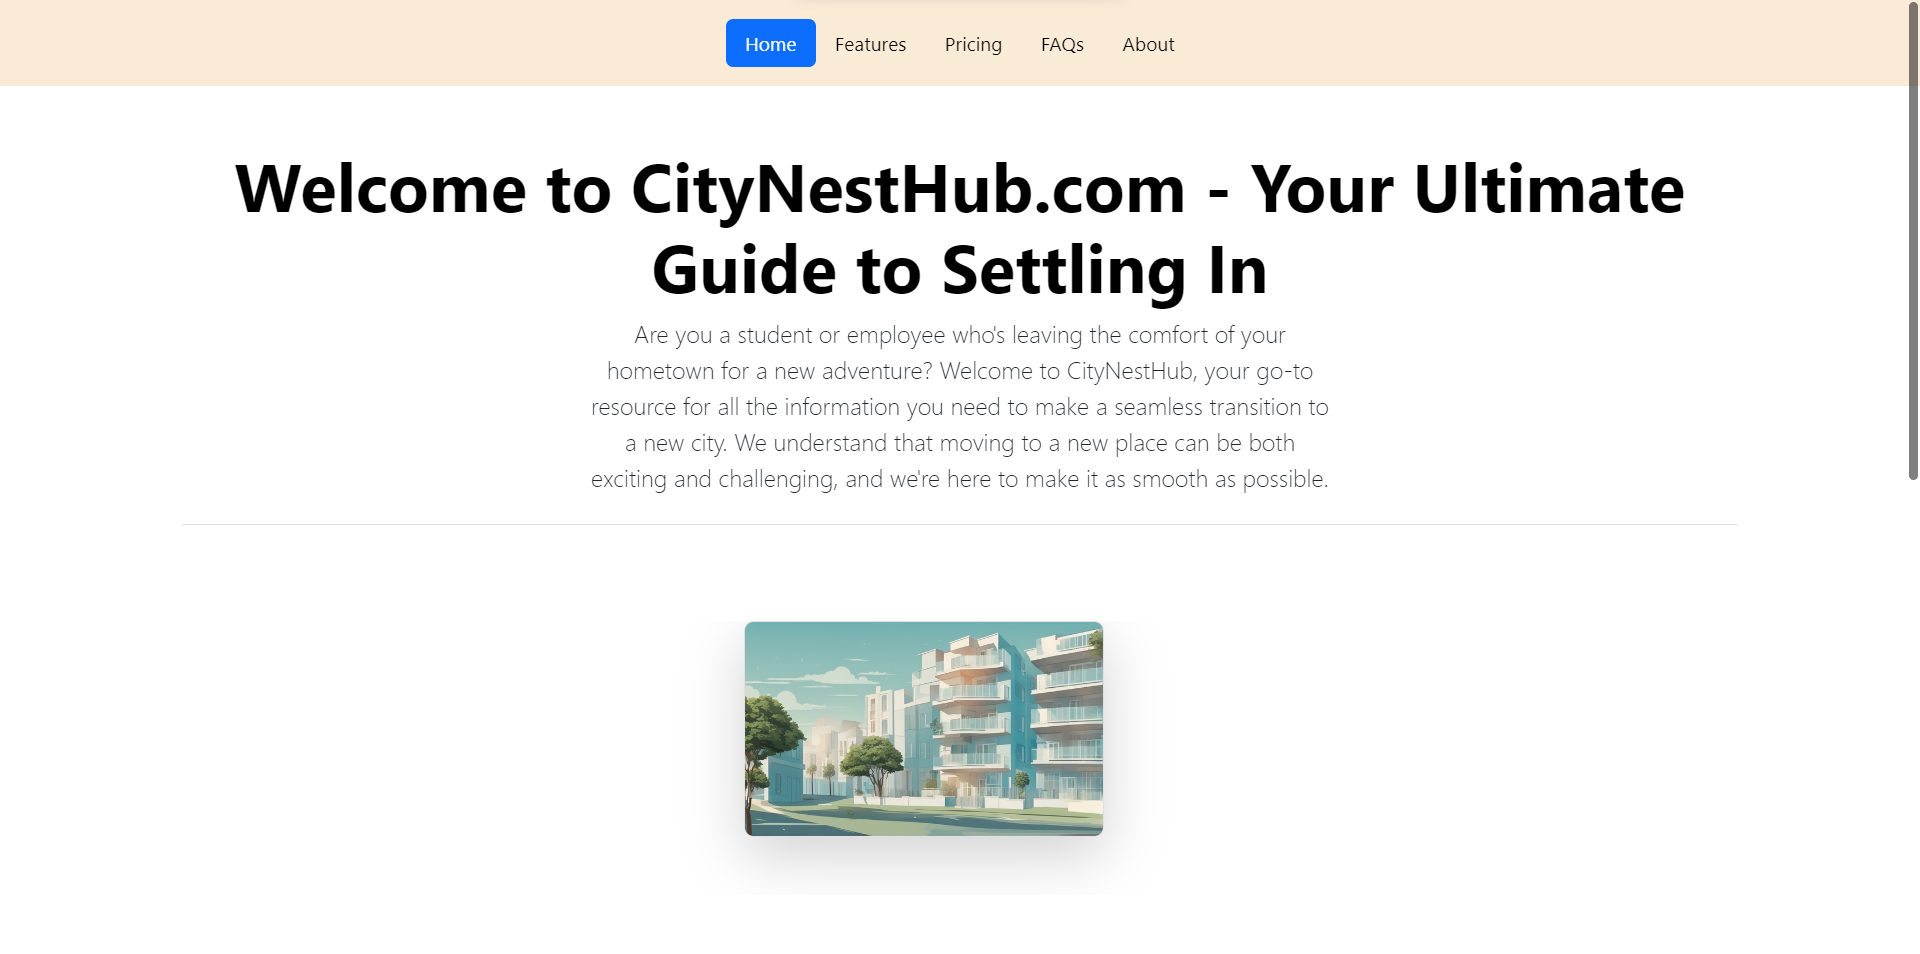 Home Features Pricing FAQs About
Welcome to CityNestHub.com - Your Ultimate
Guide to Settling In
Are you a student or employee who's leaving the comfort of your
hometown for a new adventure? Welcome to CityNestHub, your go-to
resource for all the information you need to make a seamless transition to
a new city. We understand that moving to a new place can be both
exciting and challenging, and we're here to make it as smooth as possible.